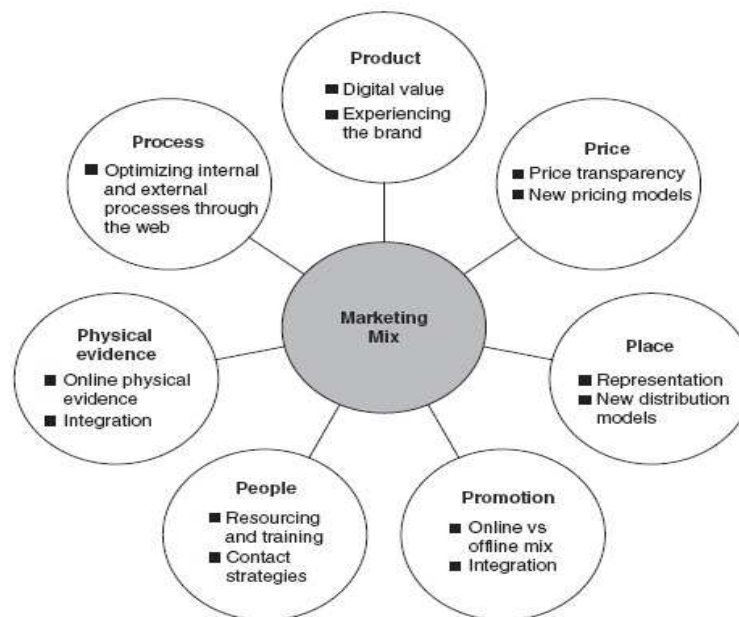 Product
■ Digital value
■ Experiencing
the brand
Price
■ Price transparency
■ New pricing models
Place
■ Representation
■ New distribution
models
Promotion
■ Online vs
offline mix
■ Integration
People
■ Resourcing
and training
■ Contact
strategies
Physical
evidence
■ Online physical
evidence
■ Integration
Process
■ Optimizing internal
and external
processes through
the web
Marketing
Mix